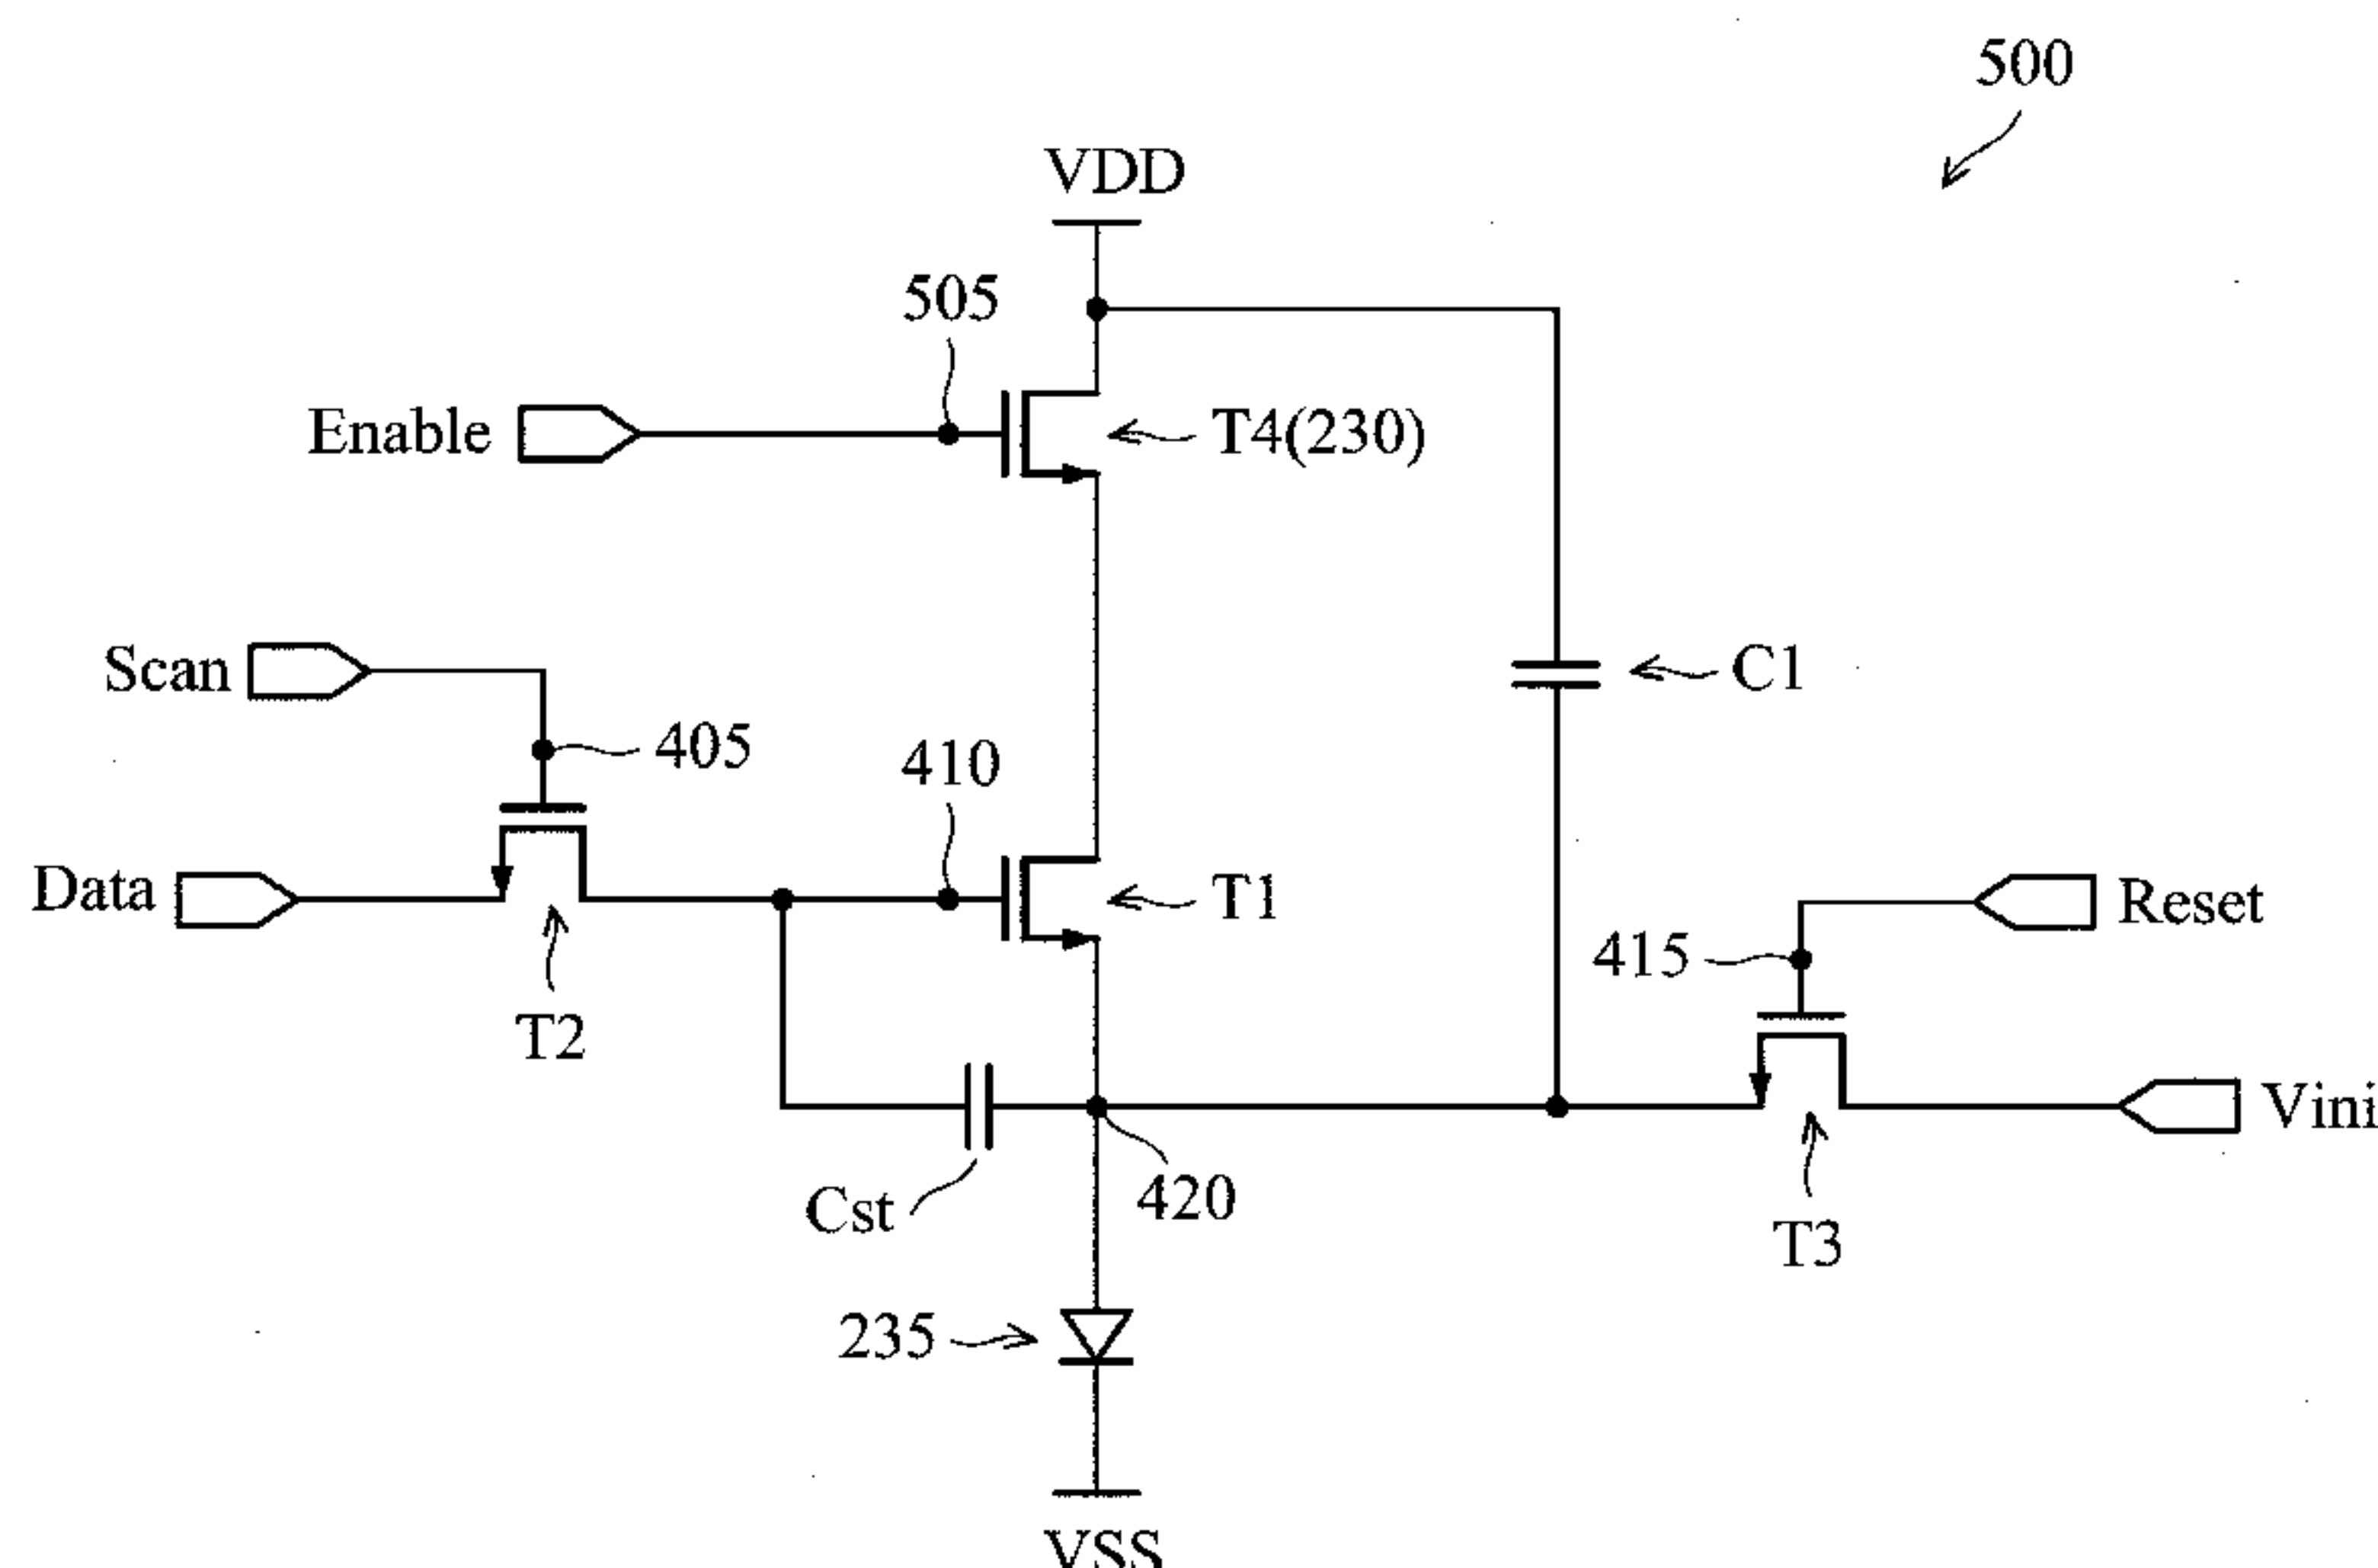 500
VDD
505
Enable
T4(230)
Scan
C1
405
410
Data
T1
Reset
415
T2
Vini
Cst
420
T3
235
VSS